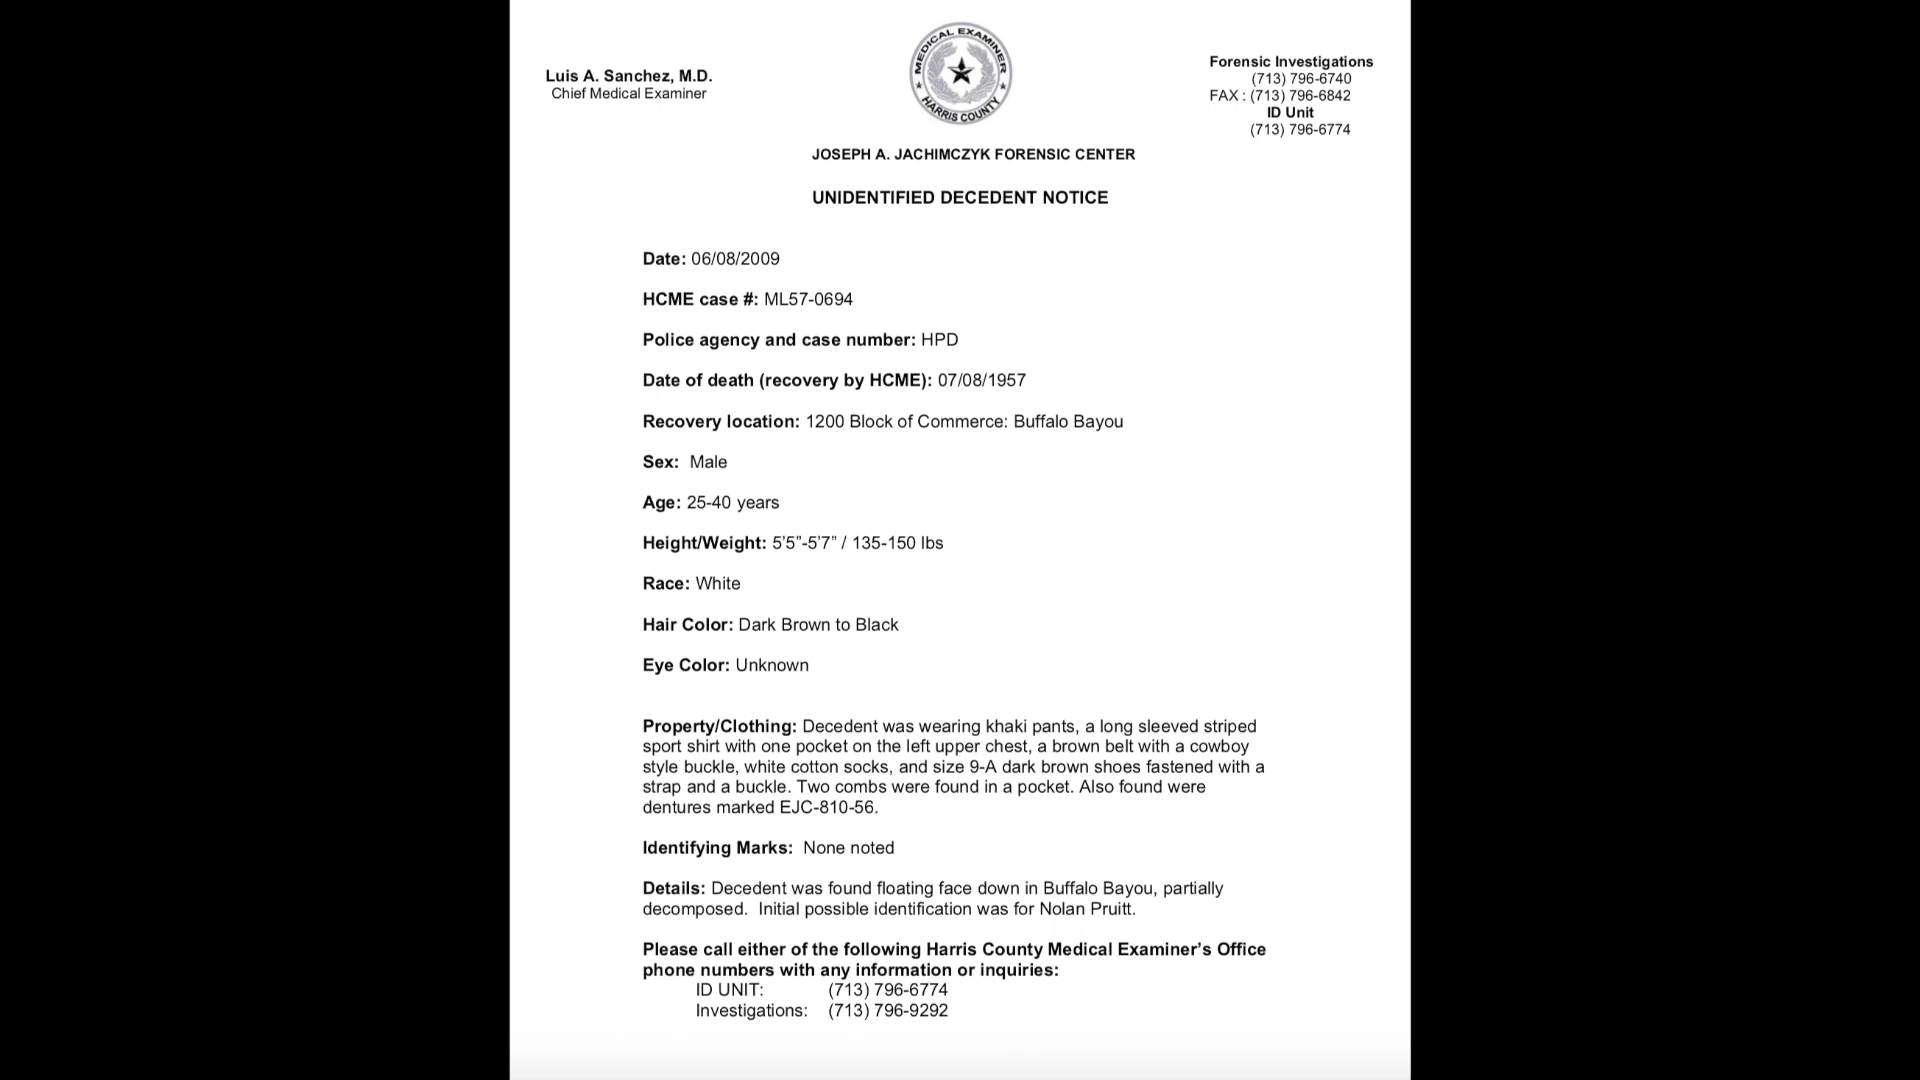 MEDICAL EXAMINER
HARRIS COUNTY
Luis A. Sanchez, M.D.
Chief Medical Examiner
Forensic Investigations
(713) 796-6740
FAX : (713) 796-6842
ID Unit
(713) 796-6774
JOSEPH A. JACHIMCZYK FORENSIC CENTER
UNIDENTIFIED DECEDENT NOTICE
Date: 06/08/2009
HCME case #: ML57-0694
Police agency and case number: HPD
Date of death (recovery by HCME): 07/08/1957
Recovery location: 1200 Block of Commerce: Buffalo Bayou
Sex: Male
Age: 25-40 years
Height/Weight: 5’5”-5’7” / 135-150 lbs
Race: White
Hair Color: Dark Brown to Black
Eye Color: Unknown
Property/Clothing: Decedent was wearing khaki pants, a long sleeved striped
sport shirt with one pocket on the left upper chest, a brown belt with a cowboy
style buckle, white cotton socks, and size 9-A dark brown shoes fastened with a
strap and a buckle. Two combs were found in a pocket. Also found were
dentures marked EJC-810-56.
Identifying Marks: None noted
Details: Decedent was found floating face down in Buffalo Bayou, partially
decomposed. Initial possible identification was for Nolan Pruitt.
Please call either of the following Harris County Medical Examiner’s Office
phone numbers with any information or inquiries:
ID UNIT: (713) 796-6774
Investigations: (713) 796-9292